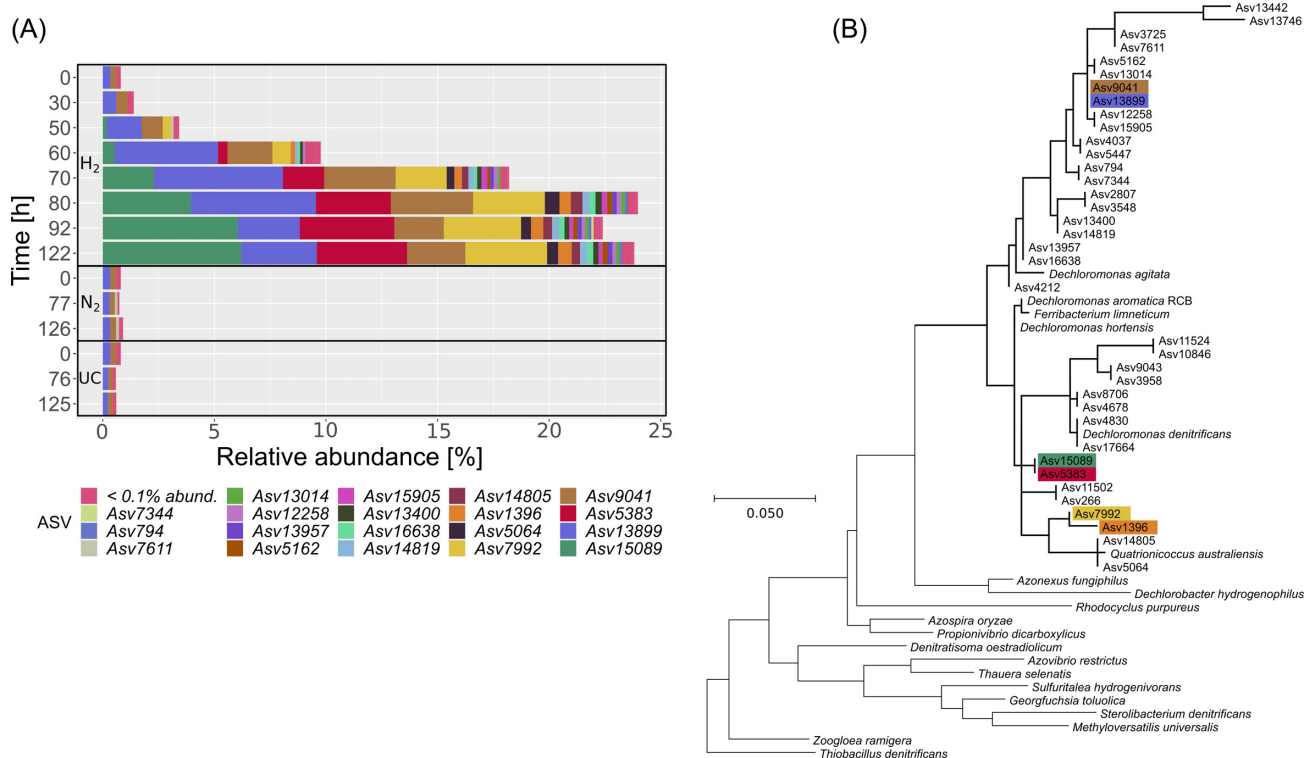 (A)
(B)
0
30
50
60
70
80
92
122
0
77
126
0
76
125
H2
N2
UC
Time [h]
0 5 10 15 20 25
Relative abundance [%]
ASV
< 0.1% abund. Asv13014 Asv15905 Asv14805 Asv9041
Asv7344 Asv12258 Asv13400 Asv1396 Asv5383
Asv794 Asv13957 Asv16638 Asv5064 Asv13899
Asv7611 Asv5162 Asv14819 Asv7992 Asv15089
Asv13442
Asv13746
Asv3725
Asv7611
Asv5162
Asv13014
Asv9041
Asv13899
Asv12258
Asv15905
Asv4037
Asv5447
Asv794
Asv7344
Asv2807
Asv3548
Asv13400
Asv14819
Asv13957
Asv16638
Dechloromonas agitata
Asv4212
Dechloromonas aromatica RCB
Ferribacterium limneticum
Dechloromonas hortensis
Asv11524
Asv10846
Asv9043
Asv3958
Asv8706
Asv4678
Asv4830
Dechloromonas denitrificans
Asv17664
Asv15089
Asv5383
Asv11502
Asv266
Asv7992
Asv1396
Asv14805
Quatrionicoccus australiensis
Asv5064
Azonexus fungiphilus
Dechlorobacter hydrogenophilus
Rhodocyclus purpureus
Azospira oryzae
Propionivibrio dicarboxylicus
Denitratisoma oestradiolicum
Azovibrio restrictus
Thauera selenatis
Sulfuritalea hydrogenivorans
Georgfuchsia toluolica
Sterolibacterium denitrificans
Methyloversatilis universalis
Zoogloea ramigera
Thiobacillus denitrificans
0.050